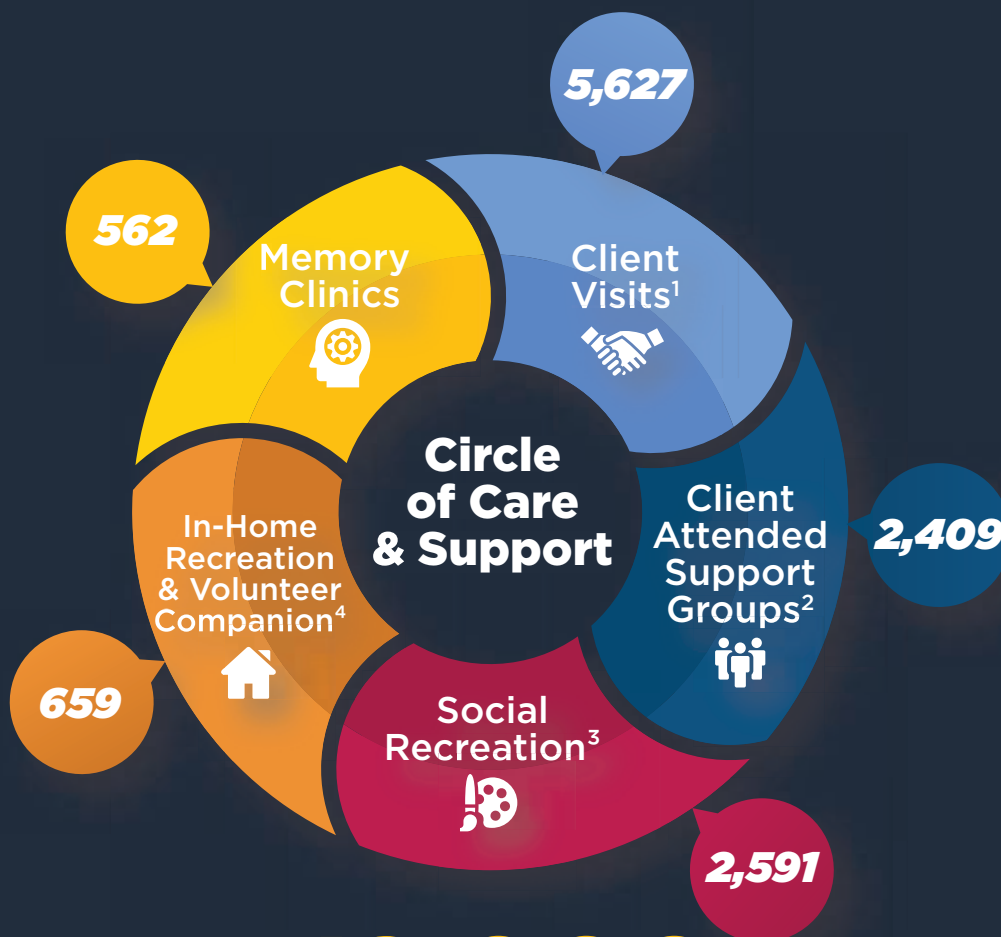 5,627
562
Memory
Clinics
Client
Visits¹
Circle
of Care
& Support
Client
Attended
Support
Groups²
2,409
In-Home
Recreation
& Volunteer
Companion⁴
659
Social
Recreation³
2,591